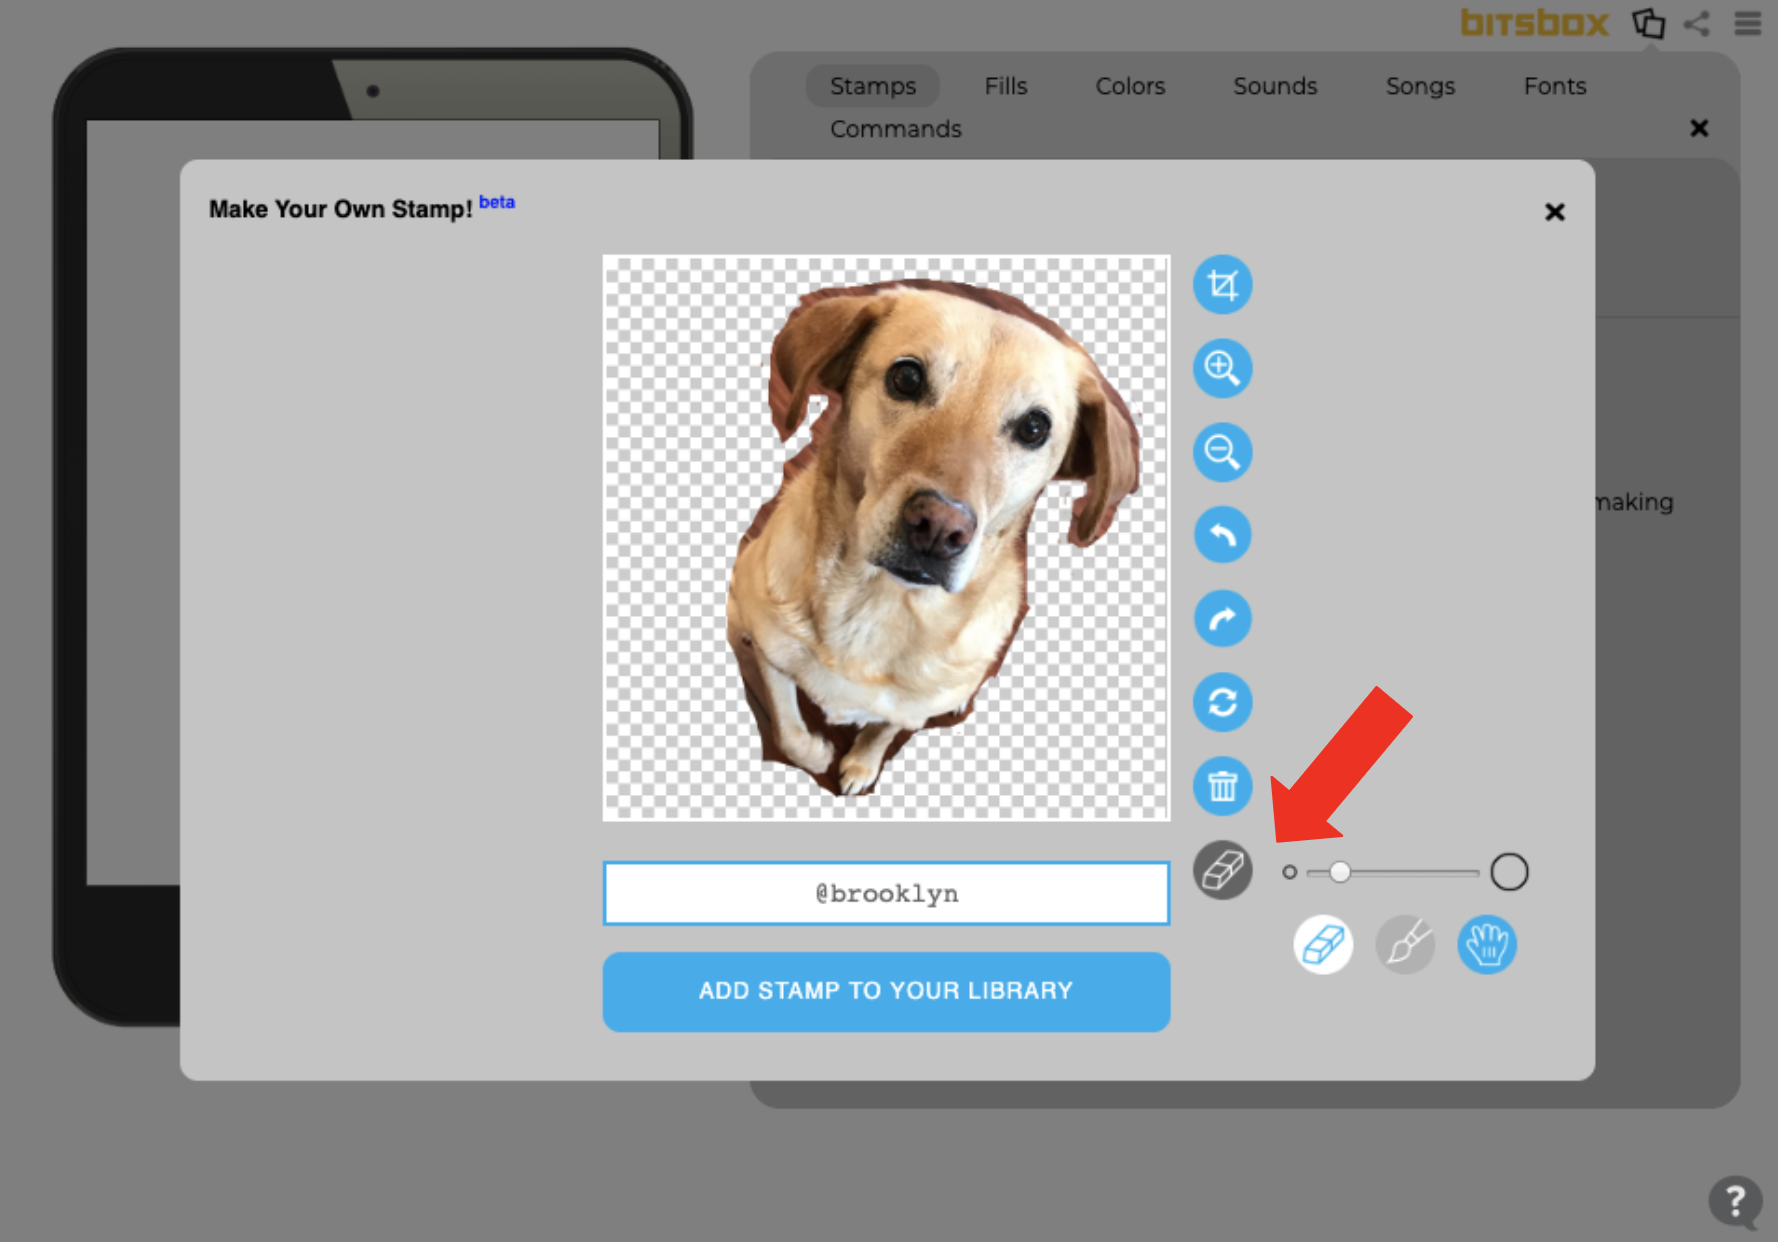 bitsbox
Stamps Fills Colors Sounds Songs Fonts
Commands
Make Your Own Stamp! beta
making
@brooklyn
ADD STAMP TO YOUR LIBRARY
?